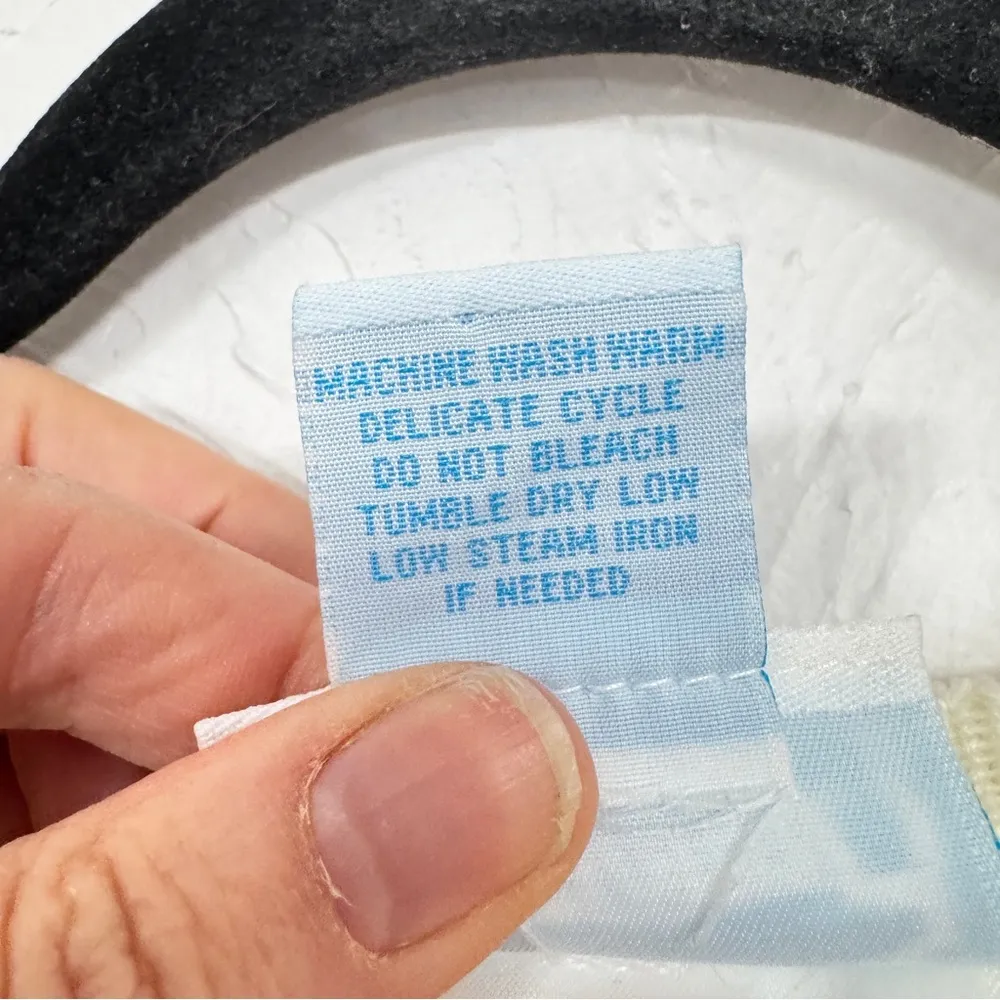 MACHINE WASH WARM
DELICATE CYCLE
DO NOT BLEACH
TUMBLE DRY LOW
LOW STEAM IRON
IF NEEDED